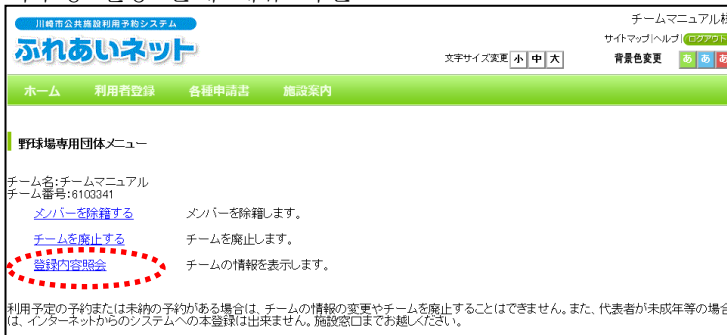 川崎市公共施設利用予約システム
ふれあいネット
チームマニュアル様
サイトマップ|ヘルプ|ログアウト
文字サイズ変更 小 中 大
背景色変更 あ あ あ
ホーム 利用者登録 各種申請書 施設案内
野球場専用団体メニュー
チーム名:チームマニュアル
チーム番号:6103341
メンバーを除籍する メンバーを除籍します。
チームを廃止する チームを廃止します。
登録内容照会 チームの情報を表示します。
利用予定の予約または未納の予約がある場合は、チームの情報の変更やチームを廃止することはできません。また、代表者が未成年等の場合
は、インターネットからのシステムへの本登録は出来ません。施設窓口までお越しください。